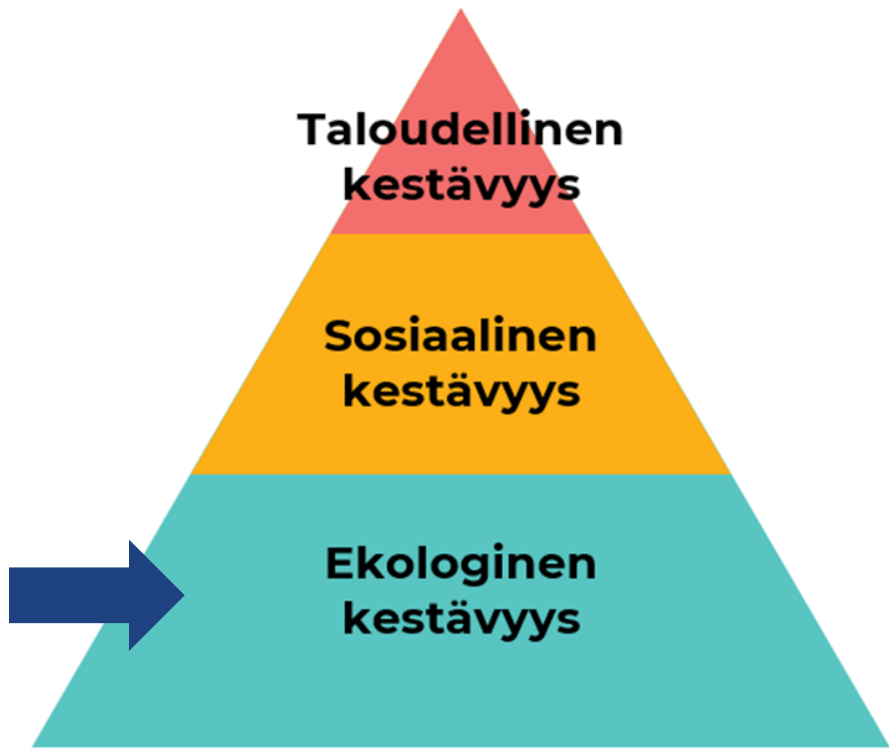 Taloudellinen
kestävyys
Sosiaalinen
kestävyys
Ekologinen
kestävyys